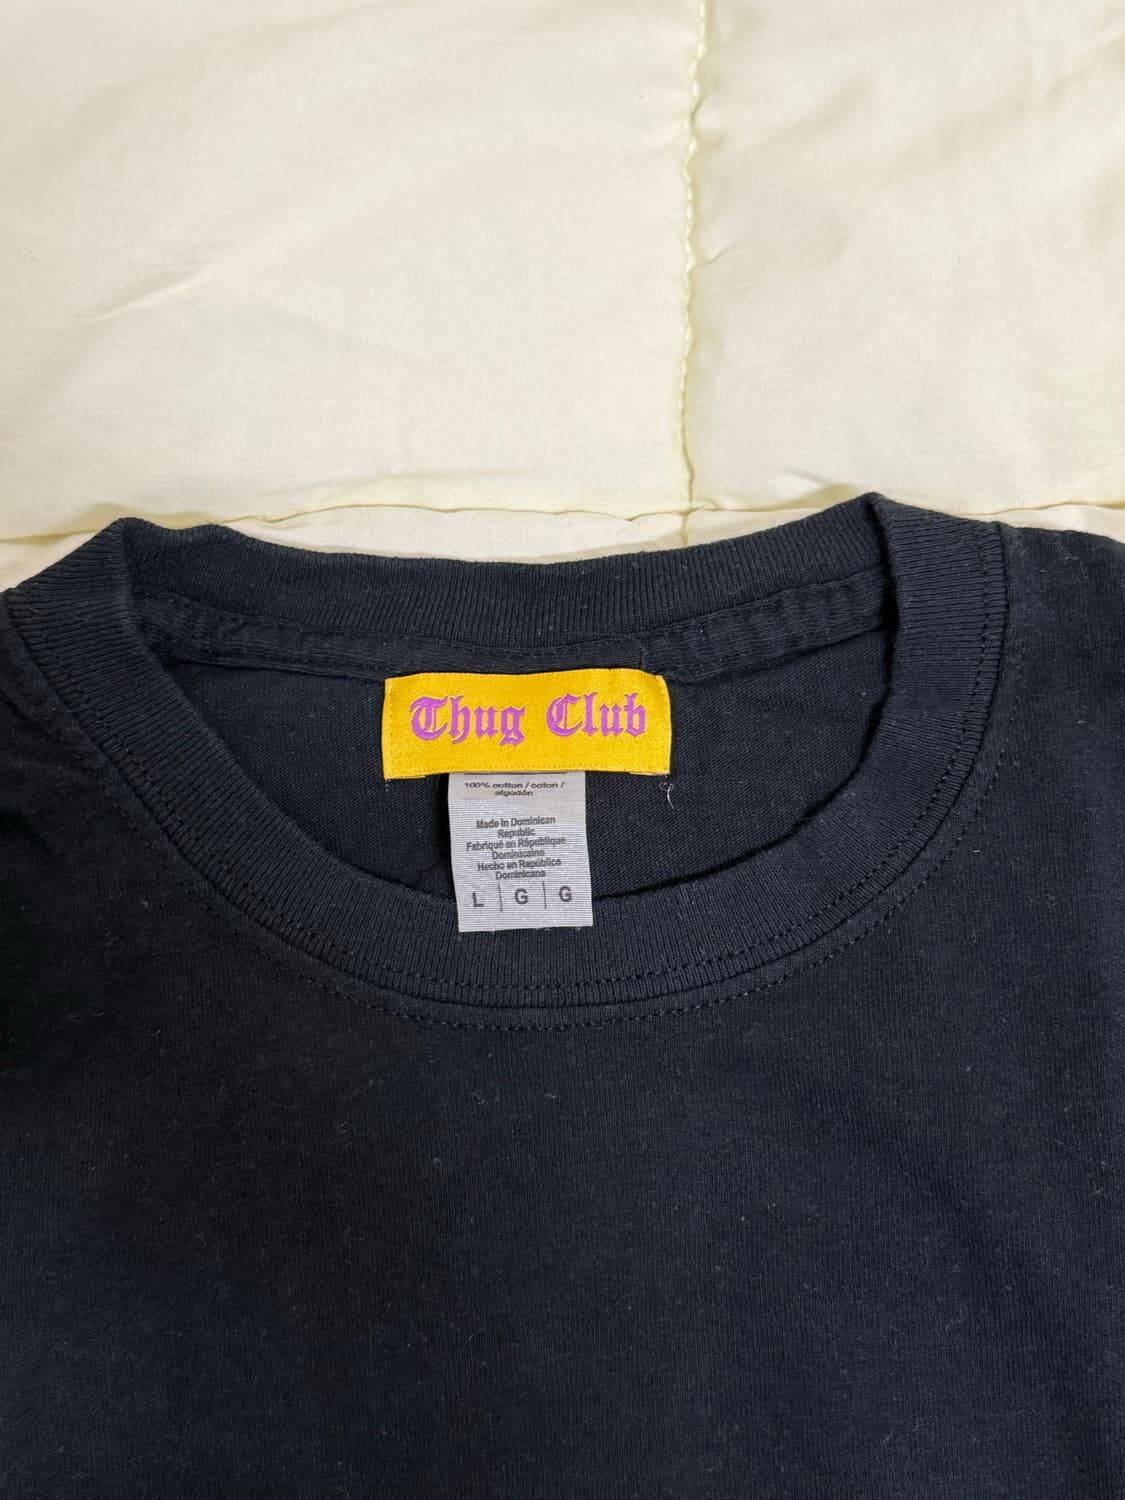 Thug Club
100% cotton / coton /
algodón
Made in Dominican
Republic
Fabriqué en République
Dominicaine
Hecho en República
Dominicana
L | G | G